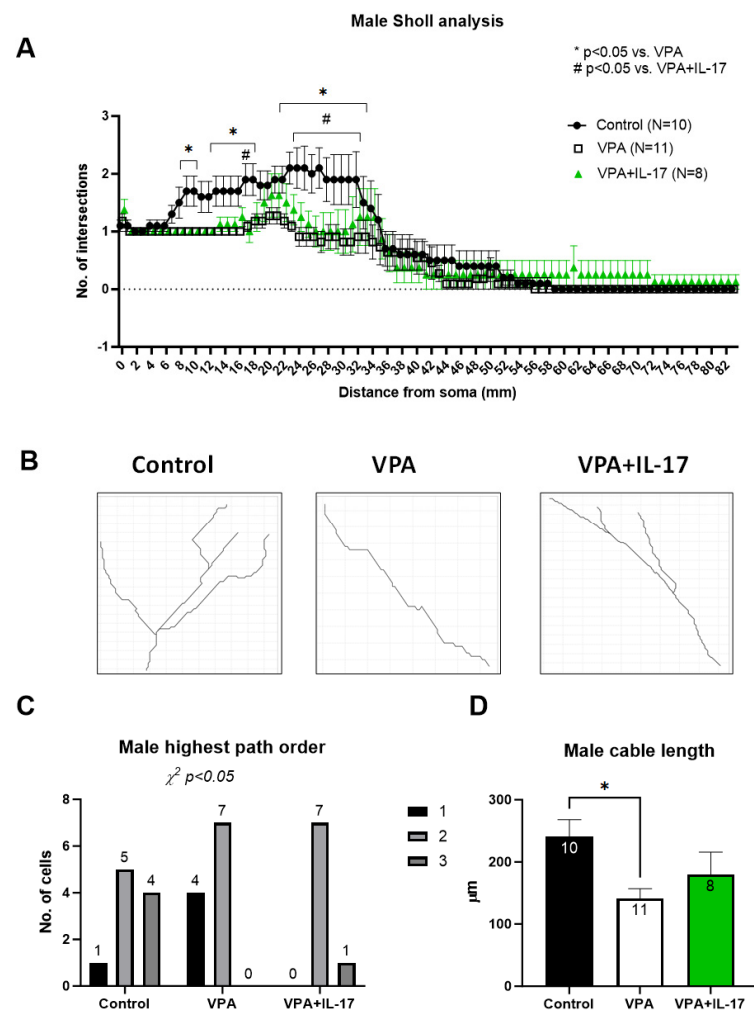 Male Sholl analysis
A
* p<0.05 vs. VPA
# p<0.05 vs. VPA+IL-17
Control (N=10)
VPA (N=11)
VPA+IL-17 (N=8)
* * # * #
No. of intersections
3
2
1
0
-1
0 2 4 6 8 10 12 14 16 18 20 22 24 26 28 30 32 34 36 38 40 42 44 46 48 50 52 54 56 58 60 62 64 66 68 70 72 74 76 78 80 82
Distance from soma (mm)
B
Control VPA VPA+IL-17
C
Male highest path order
χ² p<0.05
No. of cells
8
6
4
2
0
1 5 4
4 7 0
0 7 1
Control VPA VPA+IL-17
1
2
3
D
Male cable length
*
µm
300
200
100
0
10 11 8
Control VPA VPA+IL-17